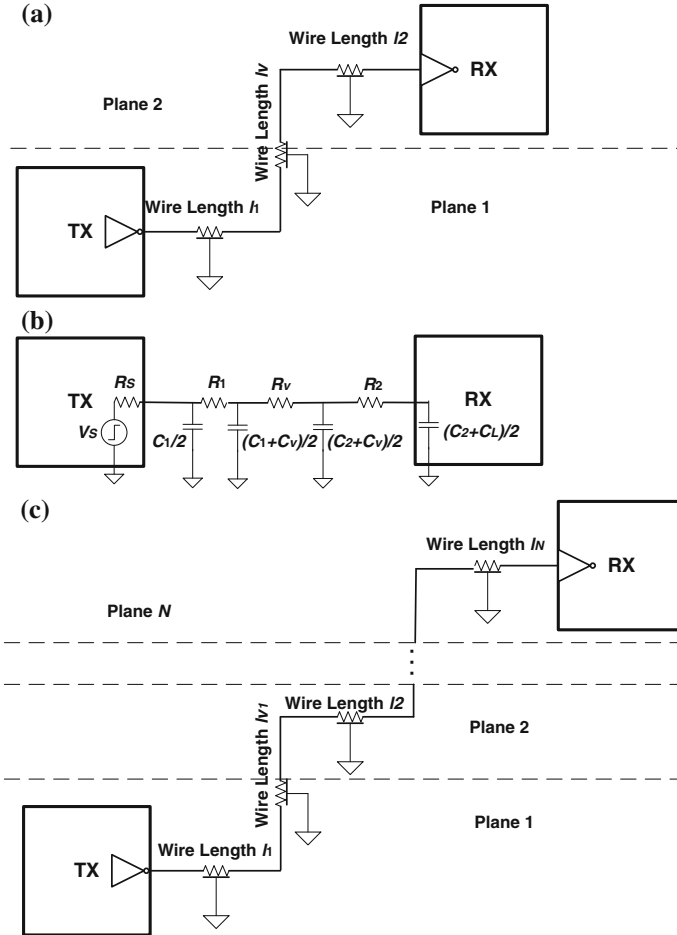 (a)
Wire Length l2
RX
Plane 2
Wire Length lv
Wire Length l1
TX
Plane 1
(b)
TX
RS
R1
Rv
R2
RX
VS
C1/2
(C1+Cv)/2
(C2+Cv)/2
(C2+CL)/2
(c)
Wire Length lN
RX
Plane N
Wire Length l2
Wire Length lv1
Plane 2
Plane 1
Wire Length l1
TX